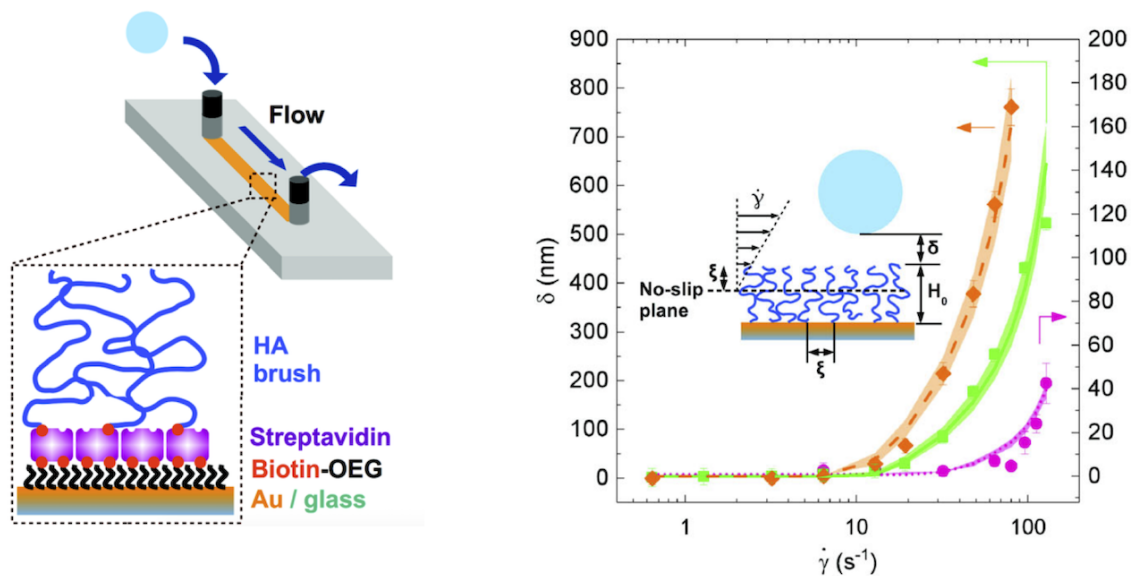 Flow
HA
brush
Streptavidin
Biotin-OEG
Au / glass
900
800
700
600
500
400
300
200
100
0
δ (nm)
200
180
160
140
120
100
80
60
40
20
0
γ̇
δ
ξ
H₀
No-slip
plane
ξ
1
10
100
γ̇ (s⁻¹)